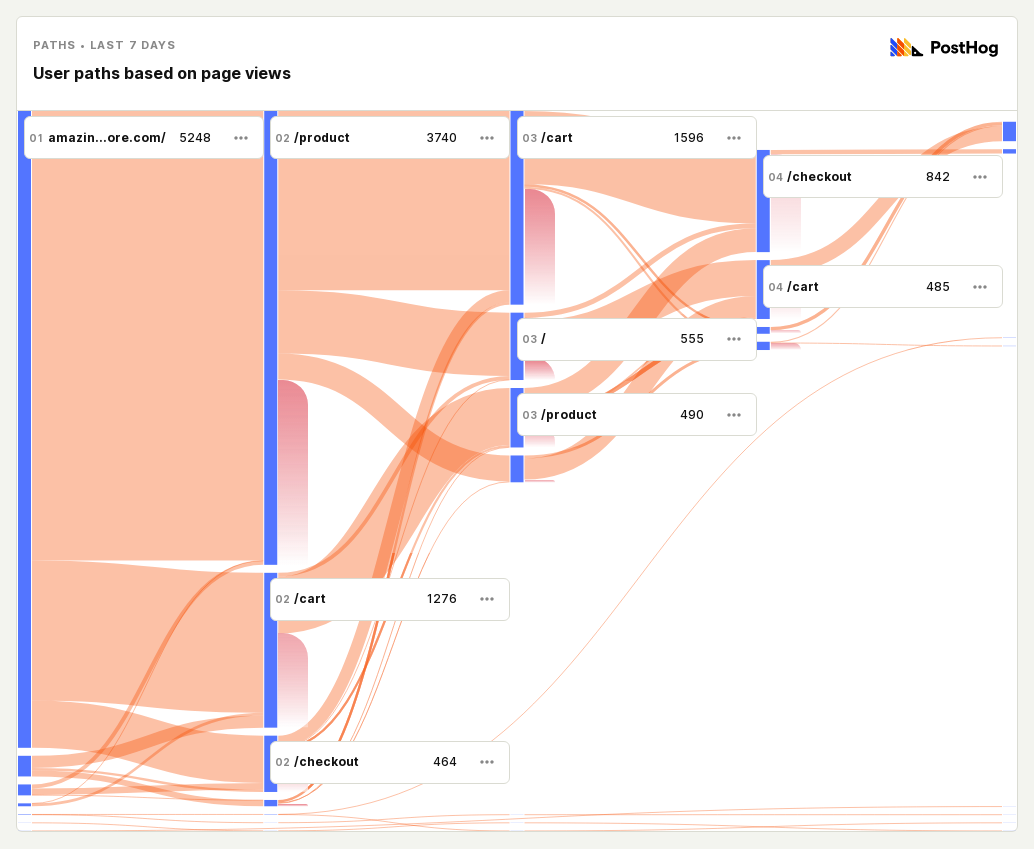 PATHS • LAST 7 DAYS
User paths based on page views
PostHog
01 amazin...ore.com/ 5248 •••
02 /product 3740 •••
03 /cart 1596 •••
04 /checkout 842 •••
04 /cart 485 •••
03 / 555 •••
03 /product 490 •••
02 /cart 1276 •••
02 /checkout 464 •••